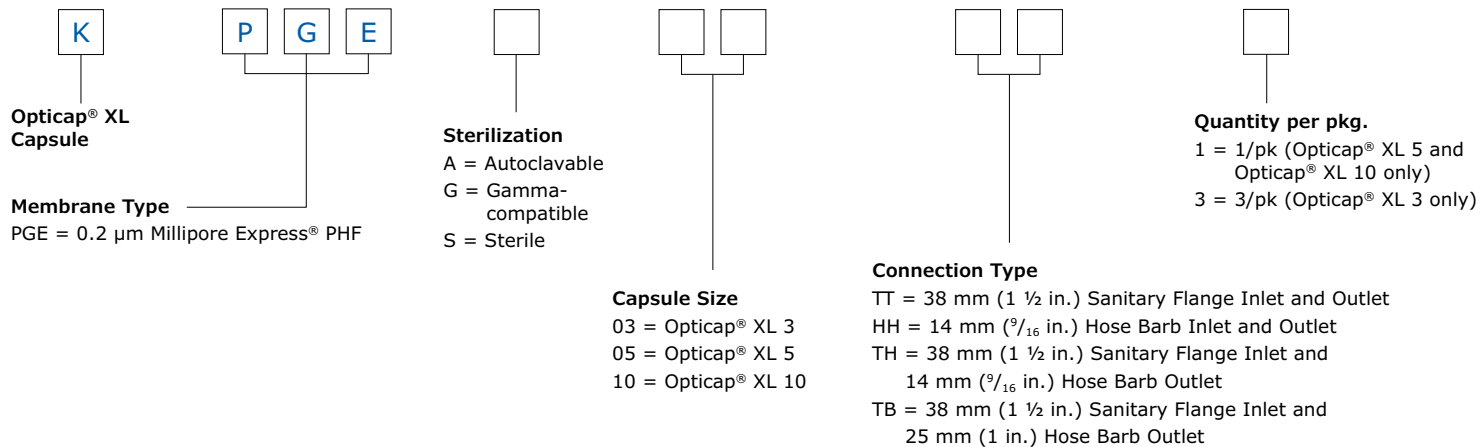 K P G E
Opticap® XL
Capsule
Membrane Type
PGE = 0.2 µm Millipore Express® PHF
Sterilization
A = Autoclavable
G = Gamma-
compatible
S = Sterile
Capsule Size
03 = Opticap® XL 3
05 = Opticap® XL 5
10 = Opticap® XL 10
Connection Type
TT = 38 mm (1 ½ in.) Sanitary Flange Inlet and Outlet
HH = 14 mm (9/16 in.) Hose Barb Inlet and Outlet
TH = 38 mm (1 ½ in.) Sanitary Flange Inlet and
14 mm (9/16 in.) Hose Barb Outlet
TB = 38 mm (1 ½ in.) Sanitary Flange Inlet and
25 mm (1 in.) Hose Barb Outlet
Quantity per pkg.
1 = 1/pk (Opticap® XL 5 and
Opticap® XL 10 only)
3 = 3/pk (Opticap® XL 3 only)